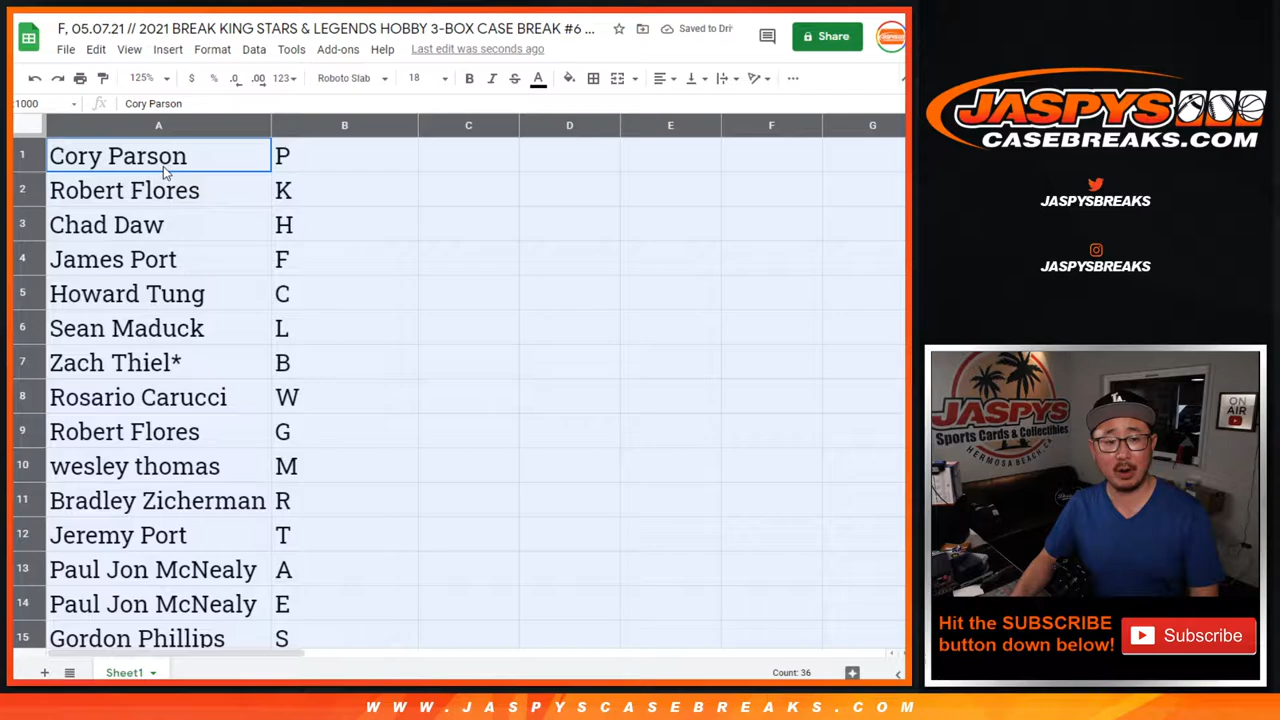 F, 05.07.21 // 2021 BREAK KING STARS & LEGENDS HOBBY 3-BOX CASE BREAK #6 ...
Saved to Dri
Share
File Edit View Insert Format Data Tools Add-ons Help Last edit was seconds ago
125% $ % .0 .00 123 Roboto Slab 18 B I S A
1000 fx Cory Parson
A B C D E F G
1 Cory Parson P
2 Robert Flores K
3 Chad Daw H
4 James Port F
5 Howard Tung C
6 Sean Maduck L
7 Zach Thiel* B
8 Rosario Carucci W
9 Robert Flores G
10 wesley thomas M
11 Bradley Zicherman R
12 Jeremy Port T
13 Paul Jon McNealy A
14 Paul Jon McNealy E
15 Gordon Phillips S
Sheet1
Count: 36
JASPYS
CASEBREAKS.COM
JASPYSBREAKS
JASPYSBREAKS
JASPYS
Sports Cards & Collectibles
HERMOSA BEACH, CA
ON AIR
LA
Hit the SUBSCRIBE
button down below!
Subscribe
WWW.JASPYSCASEBREAKS.COM